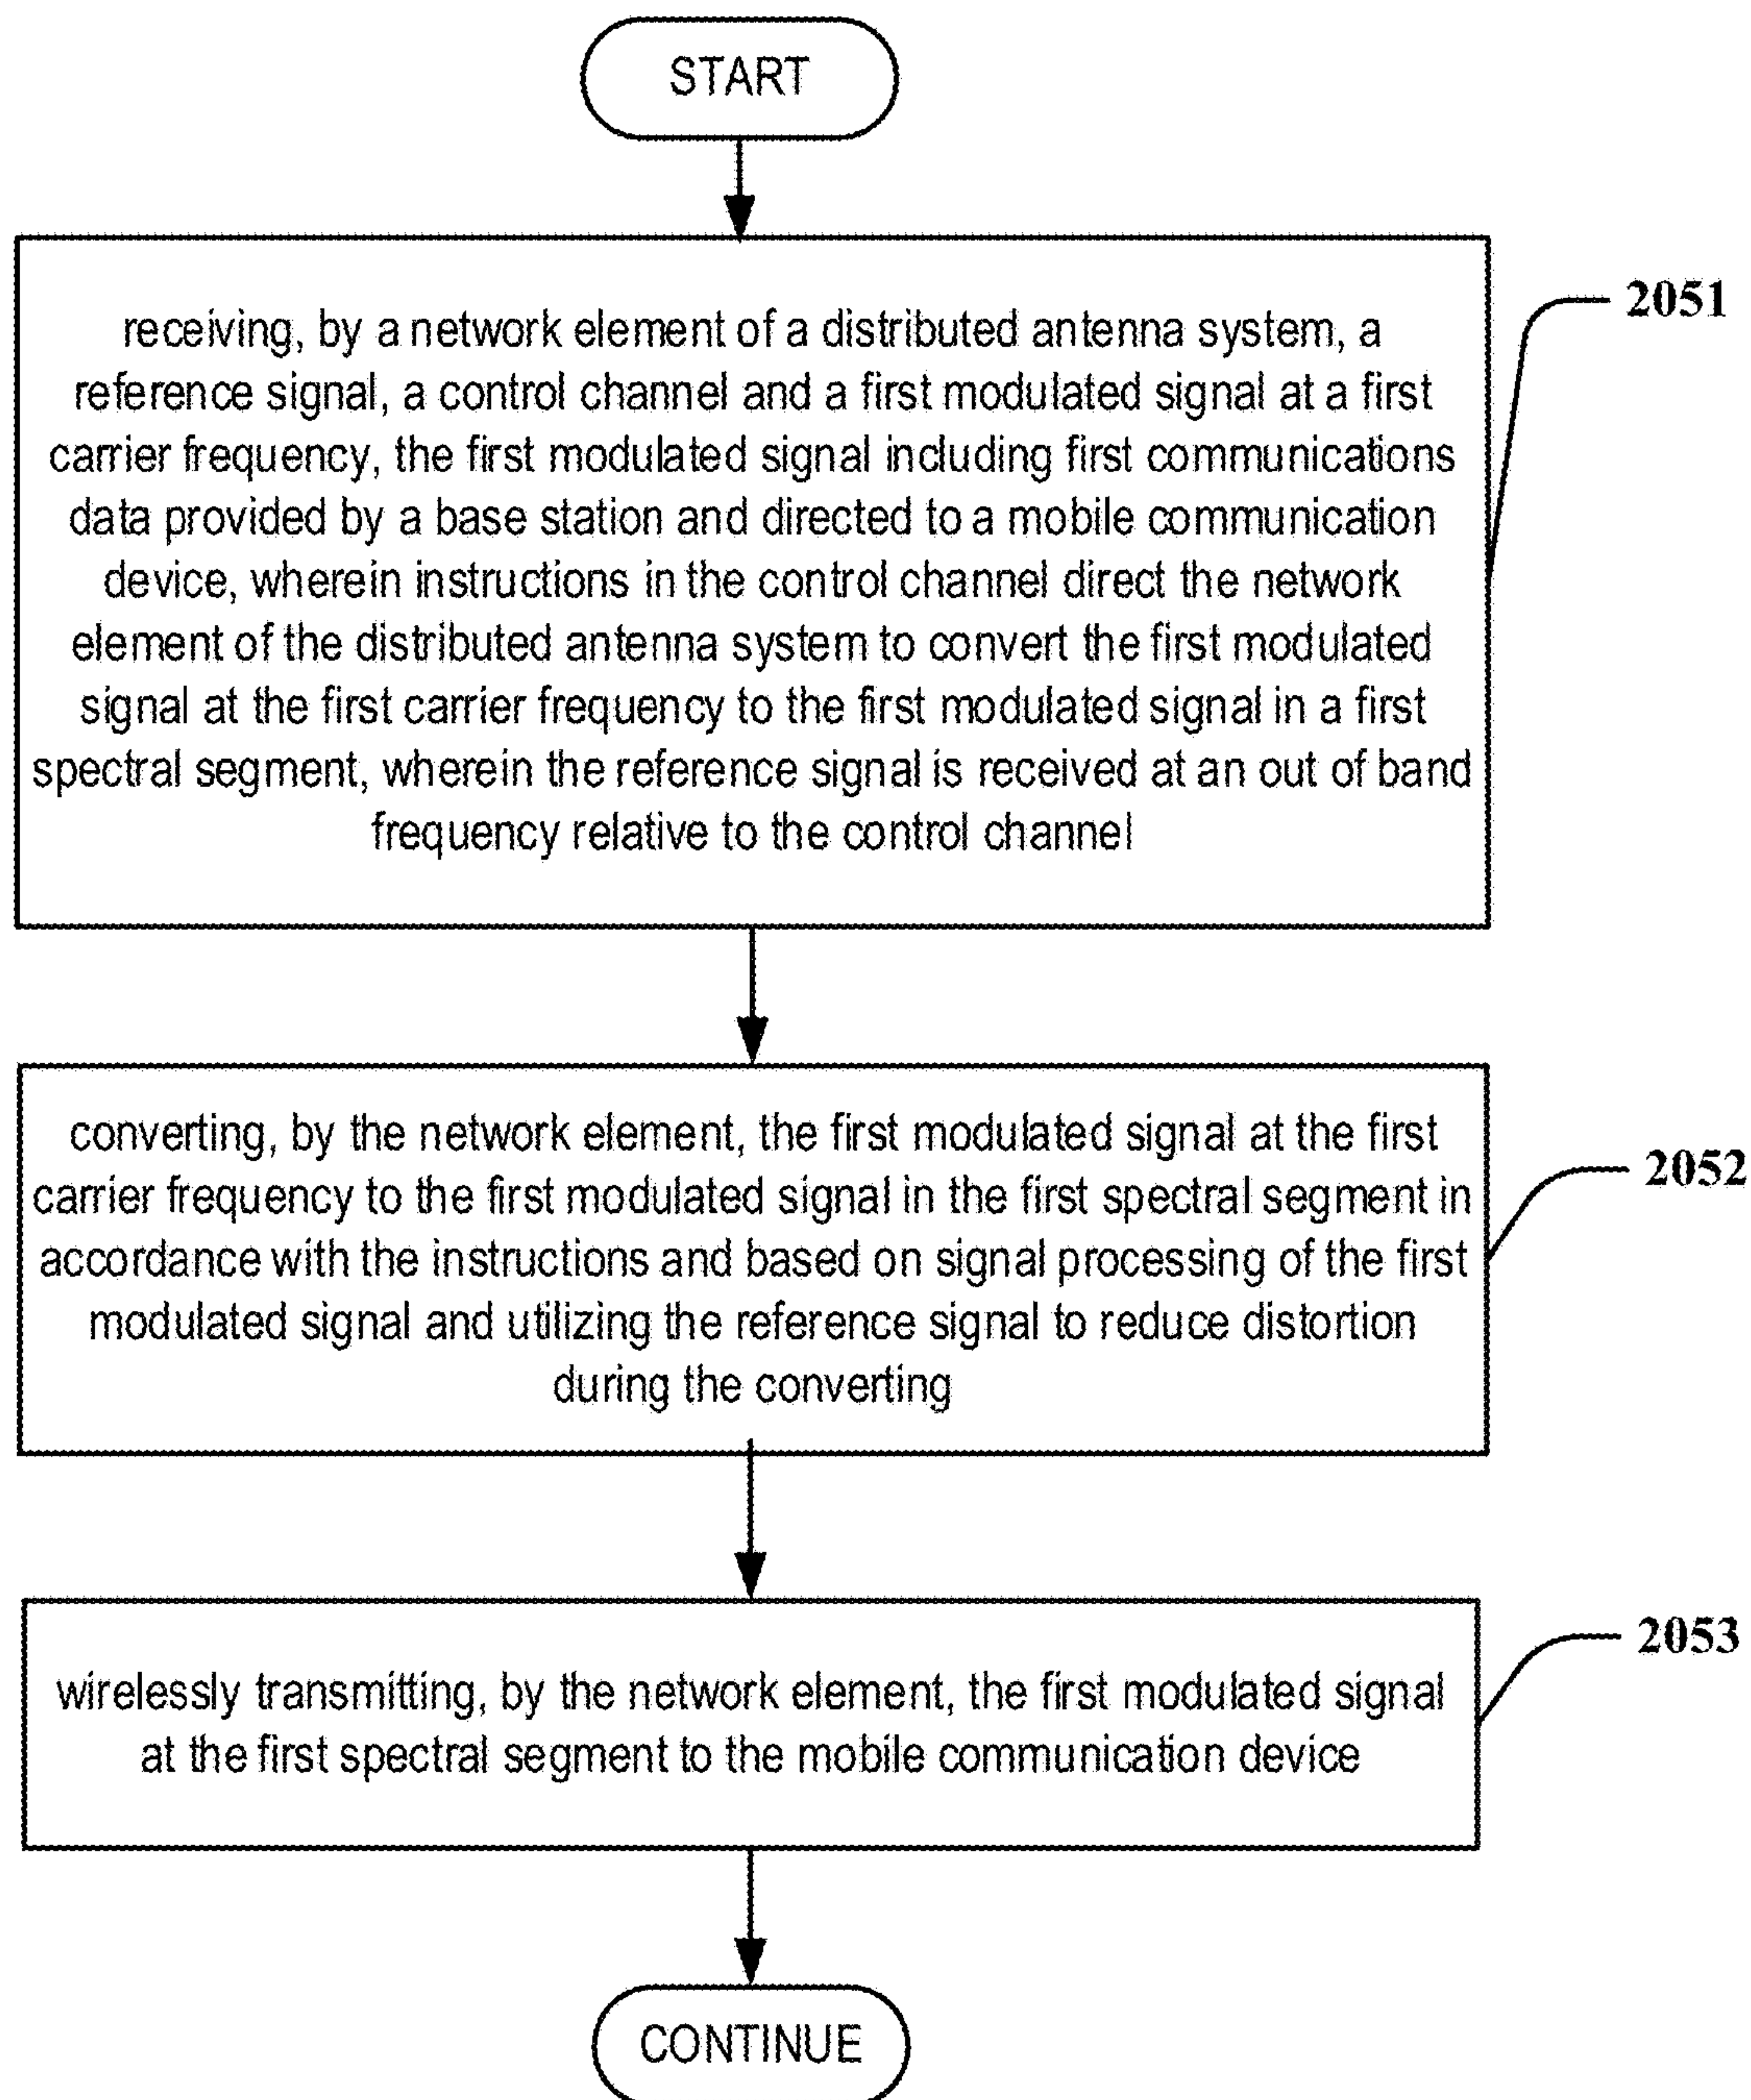 START
receiving, by a network element of a distributed antenna system, a
reference signal, a control channel and a first modulated signal at a first
carrier frequency, the first modulated signal including first communications
data provided by a base station and directed to a mobile communication
device, wherein instructions in the control channel direct the network
element of the distributed antenna system to convert the first modulated
signal at the first carrier frequency to the first modulated signal in a first
spectral segment, wherein the reference signal is received at an out of band
frequency relative to the control channel
2051
converting, by the network element, the first modulated signal at the first
carrier frequency to the first modulated signal in the first spectral segment in
accordance with the instructions and based on signal processing of the first
modulated signal and utilizing the reference signal to reduce distortion
during the converting
2052
wirelessly transmitting, by the network element, the first modulated signal
at the first spectral segment to the mobile communication device
2053
CONTINUE